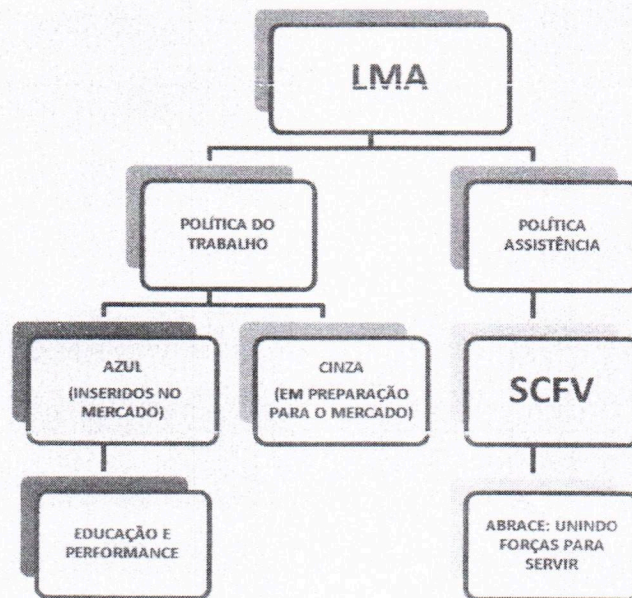 LMA
POLÍTICA DO
TRABALHO
POLÍTICA
ASSISTÊNCIA
AZUL
(INSERIDOS NO
MERCADO)
CINZA
(EM PREPARAÇÃO
PARA O MERCADO)
SCFV
EDUCAÇÃO E
PERFORMANCE
ABRACE: UNINDO
FORÇAS PARA
SERVIR